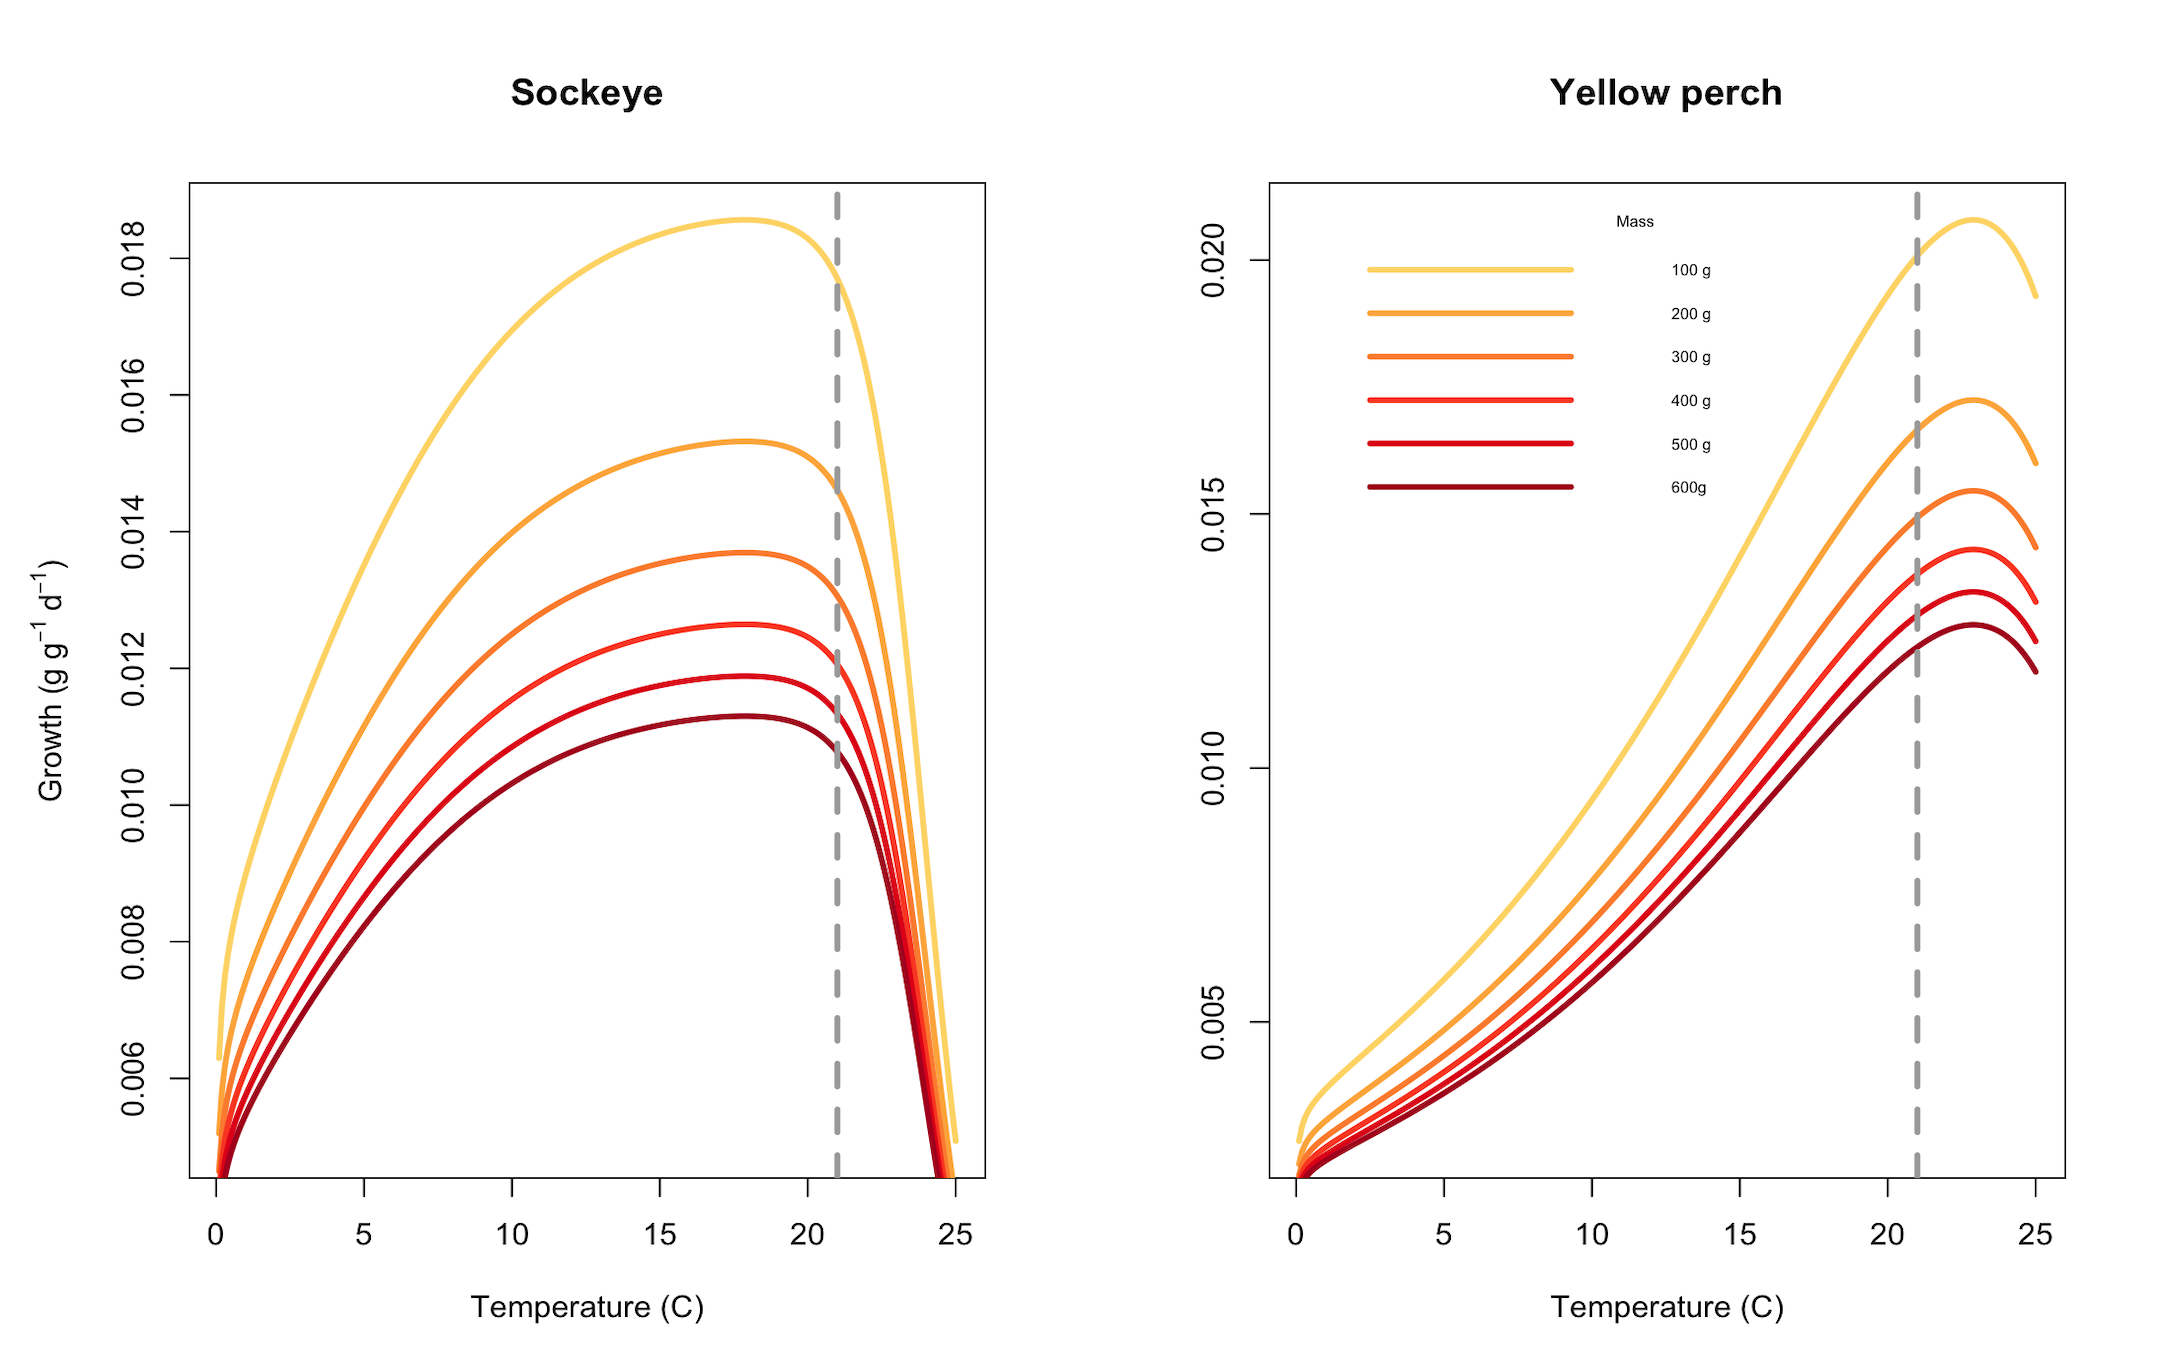 Sockeye
Growth (g g⁻¹ d⁻¹)
0.018
0.016
0.014
0.012
0.010
0.008
0.006
0 5 10 15 20 25
Temperature (C)
Yellow perch
0.020
0.015
0.010
0.005
Mass
100 g
200 g
300 g
400 g
500 g
600g
0 5 10 15 20 25
Temperature (C)